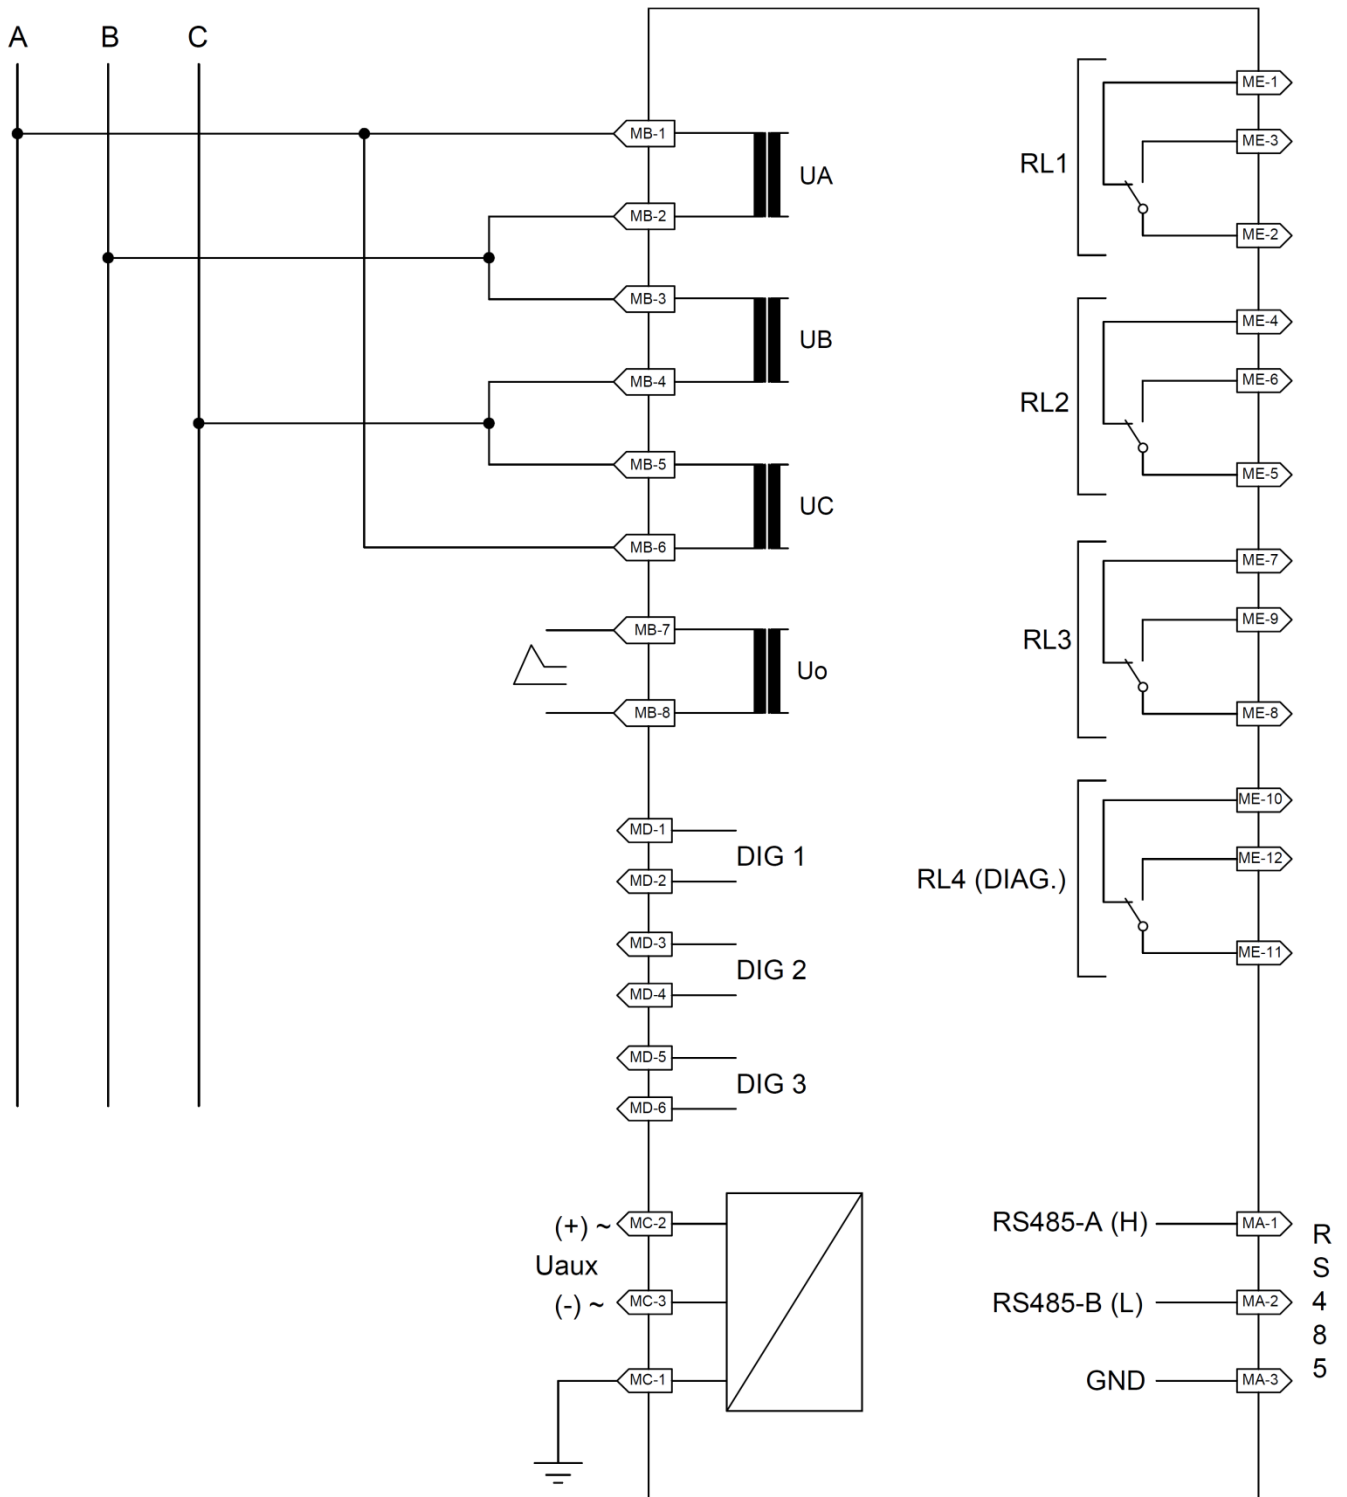 A B C
MB-1
UA
MB-2
MB-3
UB
MB-4
MB-5
UC
MB-6
MB-7
Uo
MB-8
MD-1
DIG 1
MD-2
MD-3
DIG 2
MD-4
MD-5
DIG 3
MD-6
(+) ~ MC-2
Uaux
(-) ~ MC-3
MC-1
ME-1
RL1
ME-3
ME-2
ME-4
RL2
ME-6
ME-5
ME-7
RL3
ME-9
ME-8
ME-10
RL4 (DIAG.)
ME-12
ME-11
RS485-A (H) MA-1
RS485-B (L) MA-2
GND MA-3
R
S
4
8
5